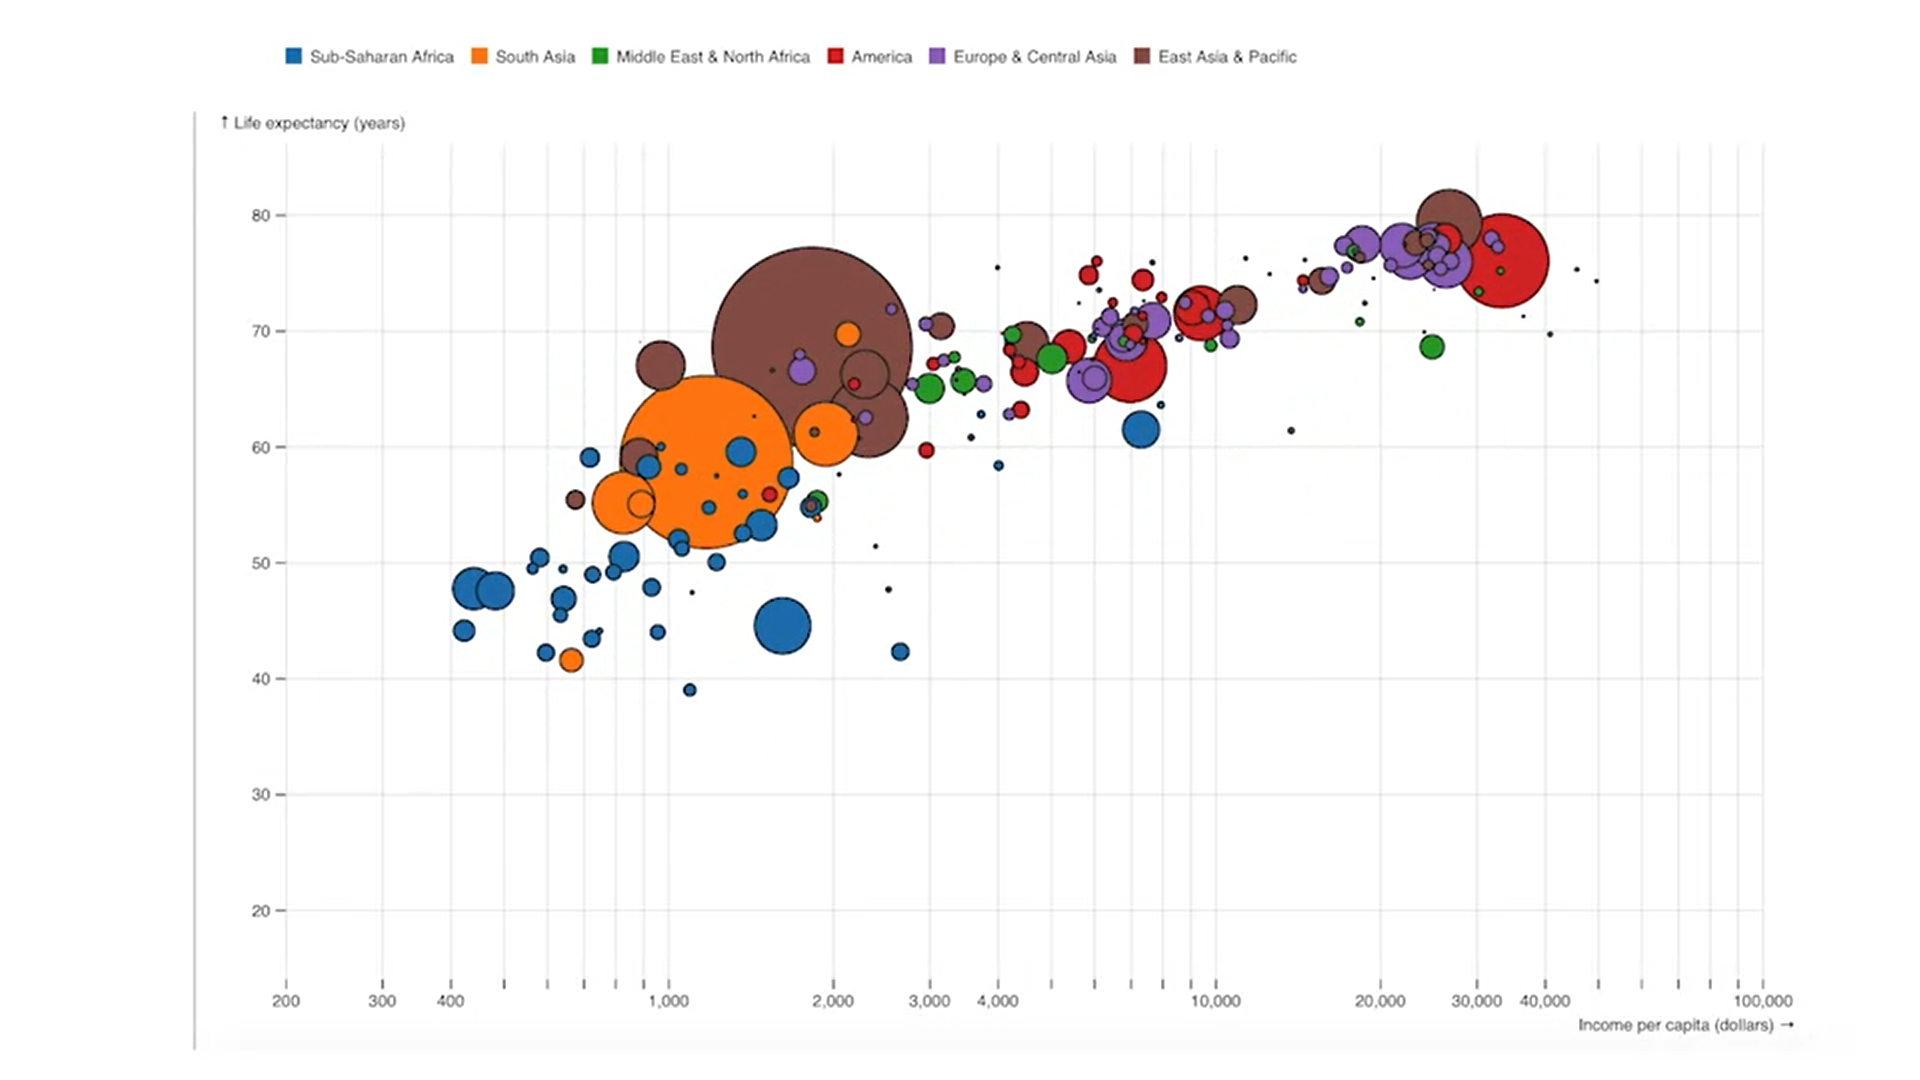 Sub-Saharan Africa South Asia Middle East & North Africa America Europe & Central Asia East Asia & Pacific
↑ Life expectancy (years)
80
70
60
50
40
30
20
200 300 400 1,000 2,000 3,000 4,000 10,000 20,000 30,000 40,000 100,000
Income per capita (dollars) →